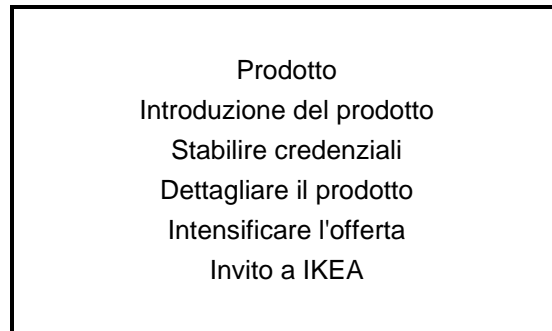 Prodotto
Introduzione del prodotto
Stabilire credenziali
Dettagliare il prodotto
Intensificare l'offerta
Invito a IKEA